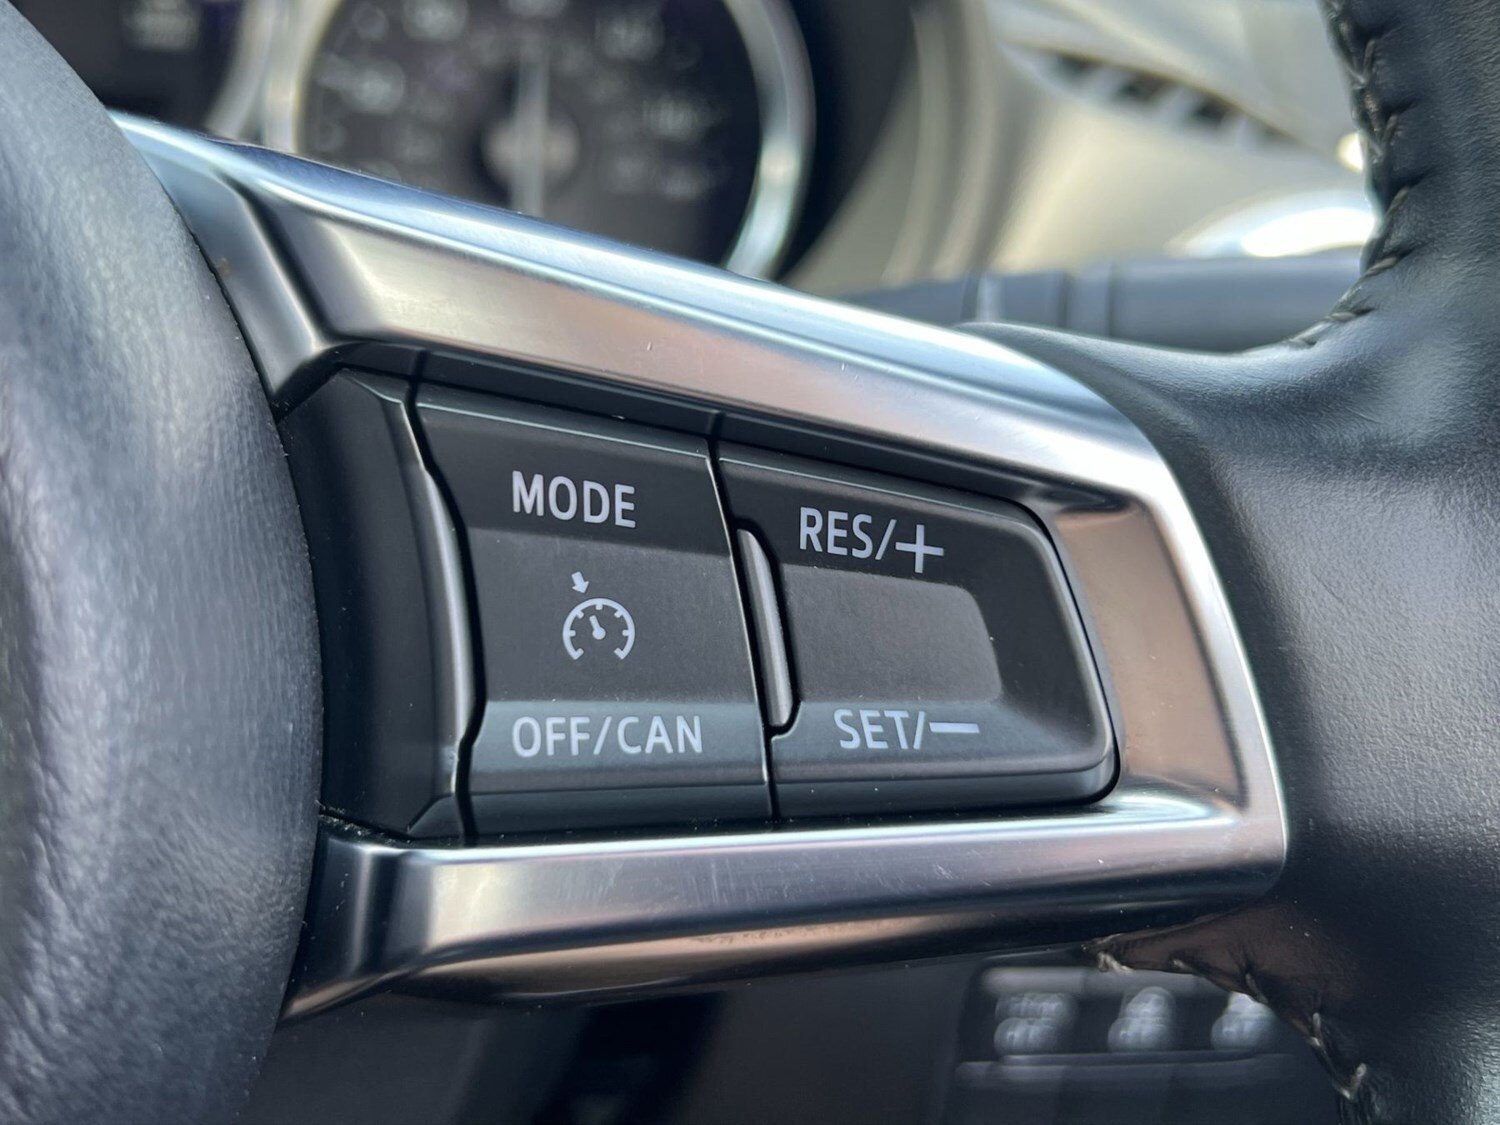 MODE
RES/+
OFF/CAN
SET/−